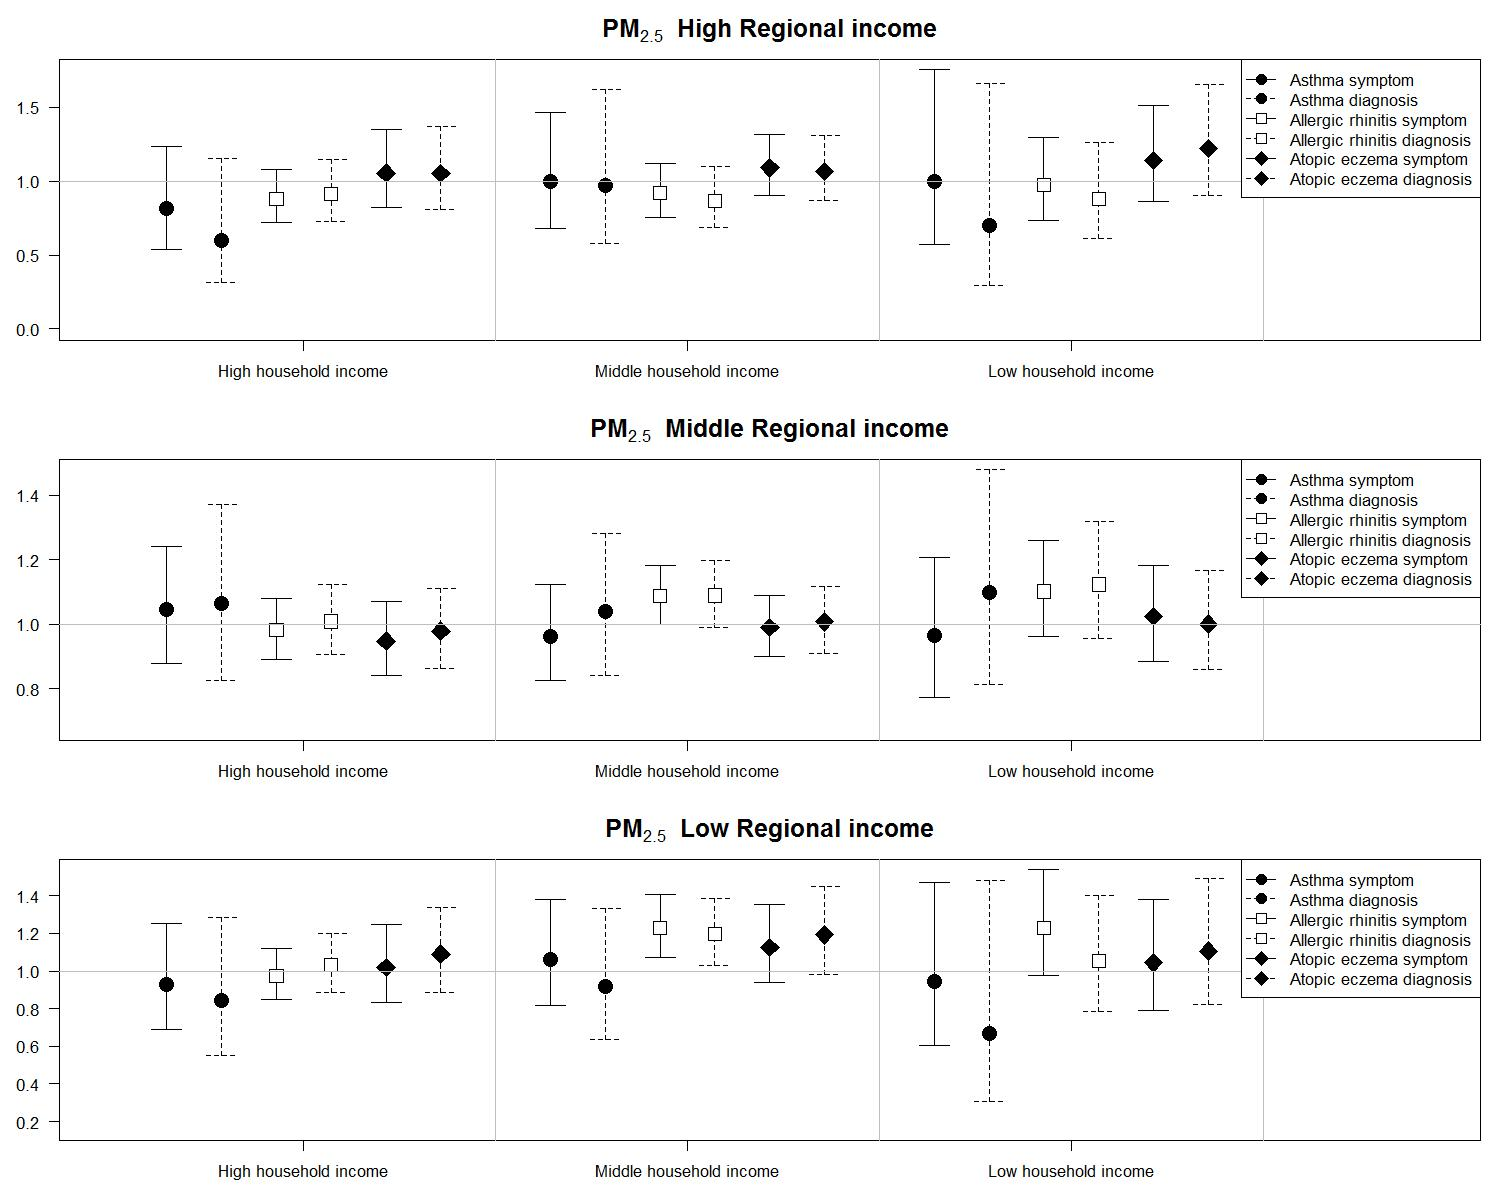 PM2.5 High Regional income
1.5
1.0
0.5
0.0
Asthma symptom
Asthma diagnosis
Allergic rhinitis symptom
Allergic rhinitis diagnosis
Atopic eczema symptom
Atopic eczema diagnosis
High household income
Middle household income
Low household income
PM2.5 Middle Regional income
1.4
1.2
1.0
0.8
Asthma symptom
Asthma diagnosis
Allergic rhinitis symptom
Allergic rhinitis diagnosis
Atopic eczema symptom
Atopic eczema diagnosis
High household income
Middle household income
Low household income
PM2.5 Low Regional income
1.4
1.2
1.0
0.8
0.6
0.4
0.2
Asthma symptom
Asthma diagnosis
Allergic rhinitis symptom
Allergic rhinitis diagnosis
Atopic eczema symptom
Atopic eczema diagnosis
High household income
Middle household income
Low household income